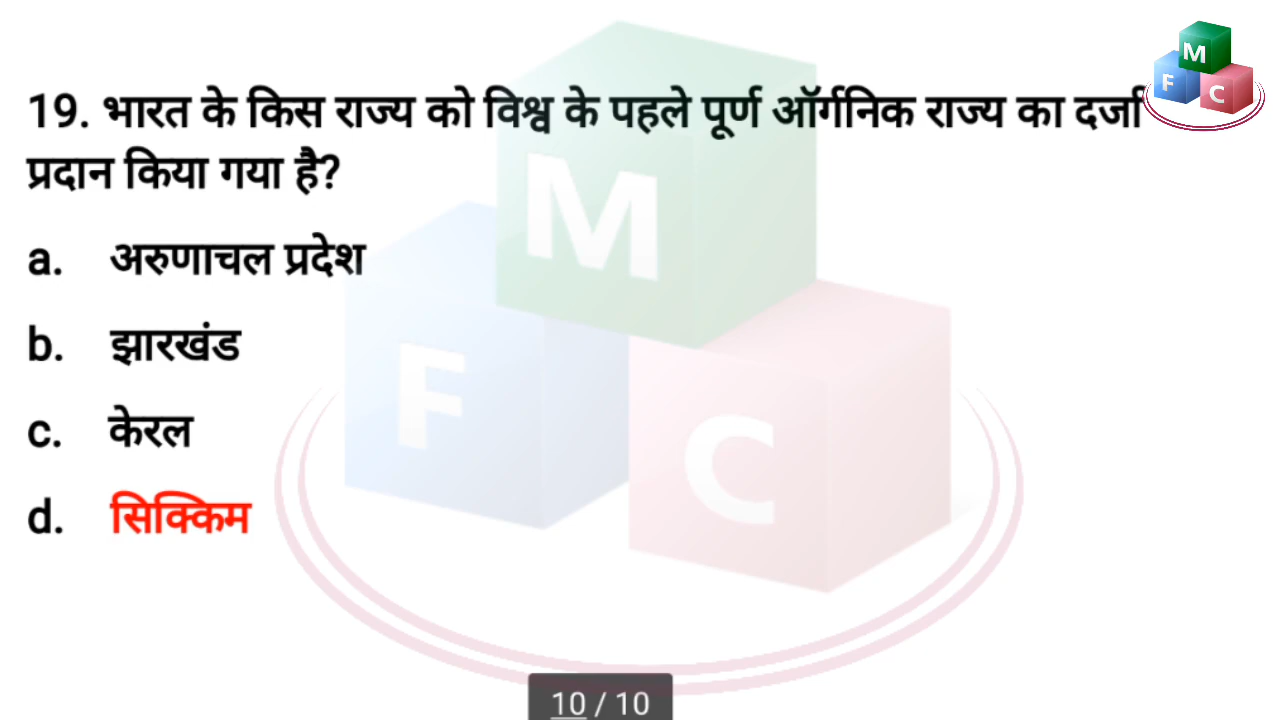 M
F C
19. भारत के किस राज्य को विश्व के पहले पूर्ण ऑर्गनिक राज्य का दर्जा
प्रदान किया गया है?
a. अरुणाचल प्रदेश
b. झारखंड
c. केरल
d. सिक्किम
M
F
C
10 / 10